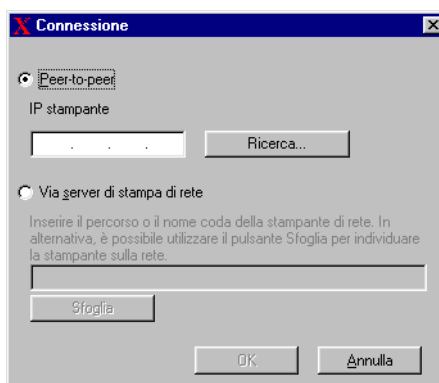 Connessione
Peer-to-peer
IP stampante
. . .
Ricerca...
Via server di stampa di rete
Inserire il percorso o il nome coda della stampante di rete. In
alternativa, è possibile utilizzare il pulsante Sfoglia per individuare
la stampante sulla rete.
Sfoglia
OK
Annulla